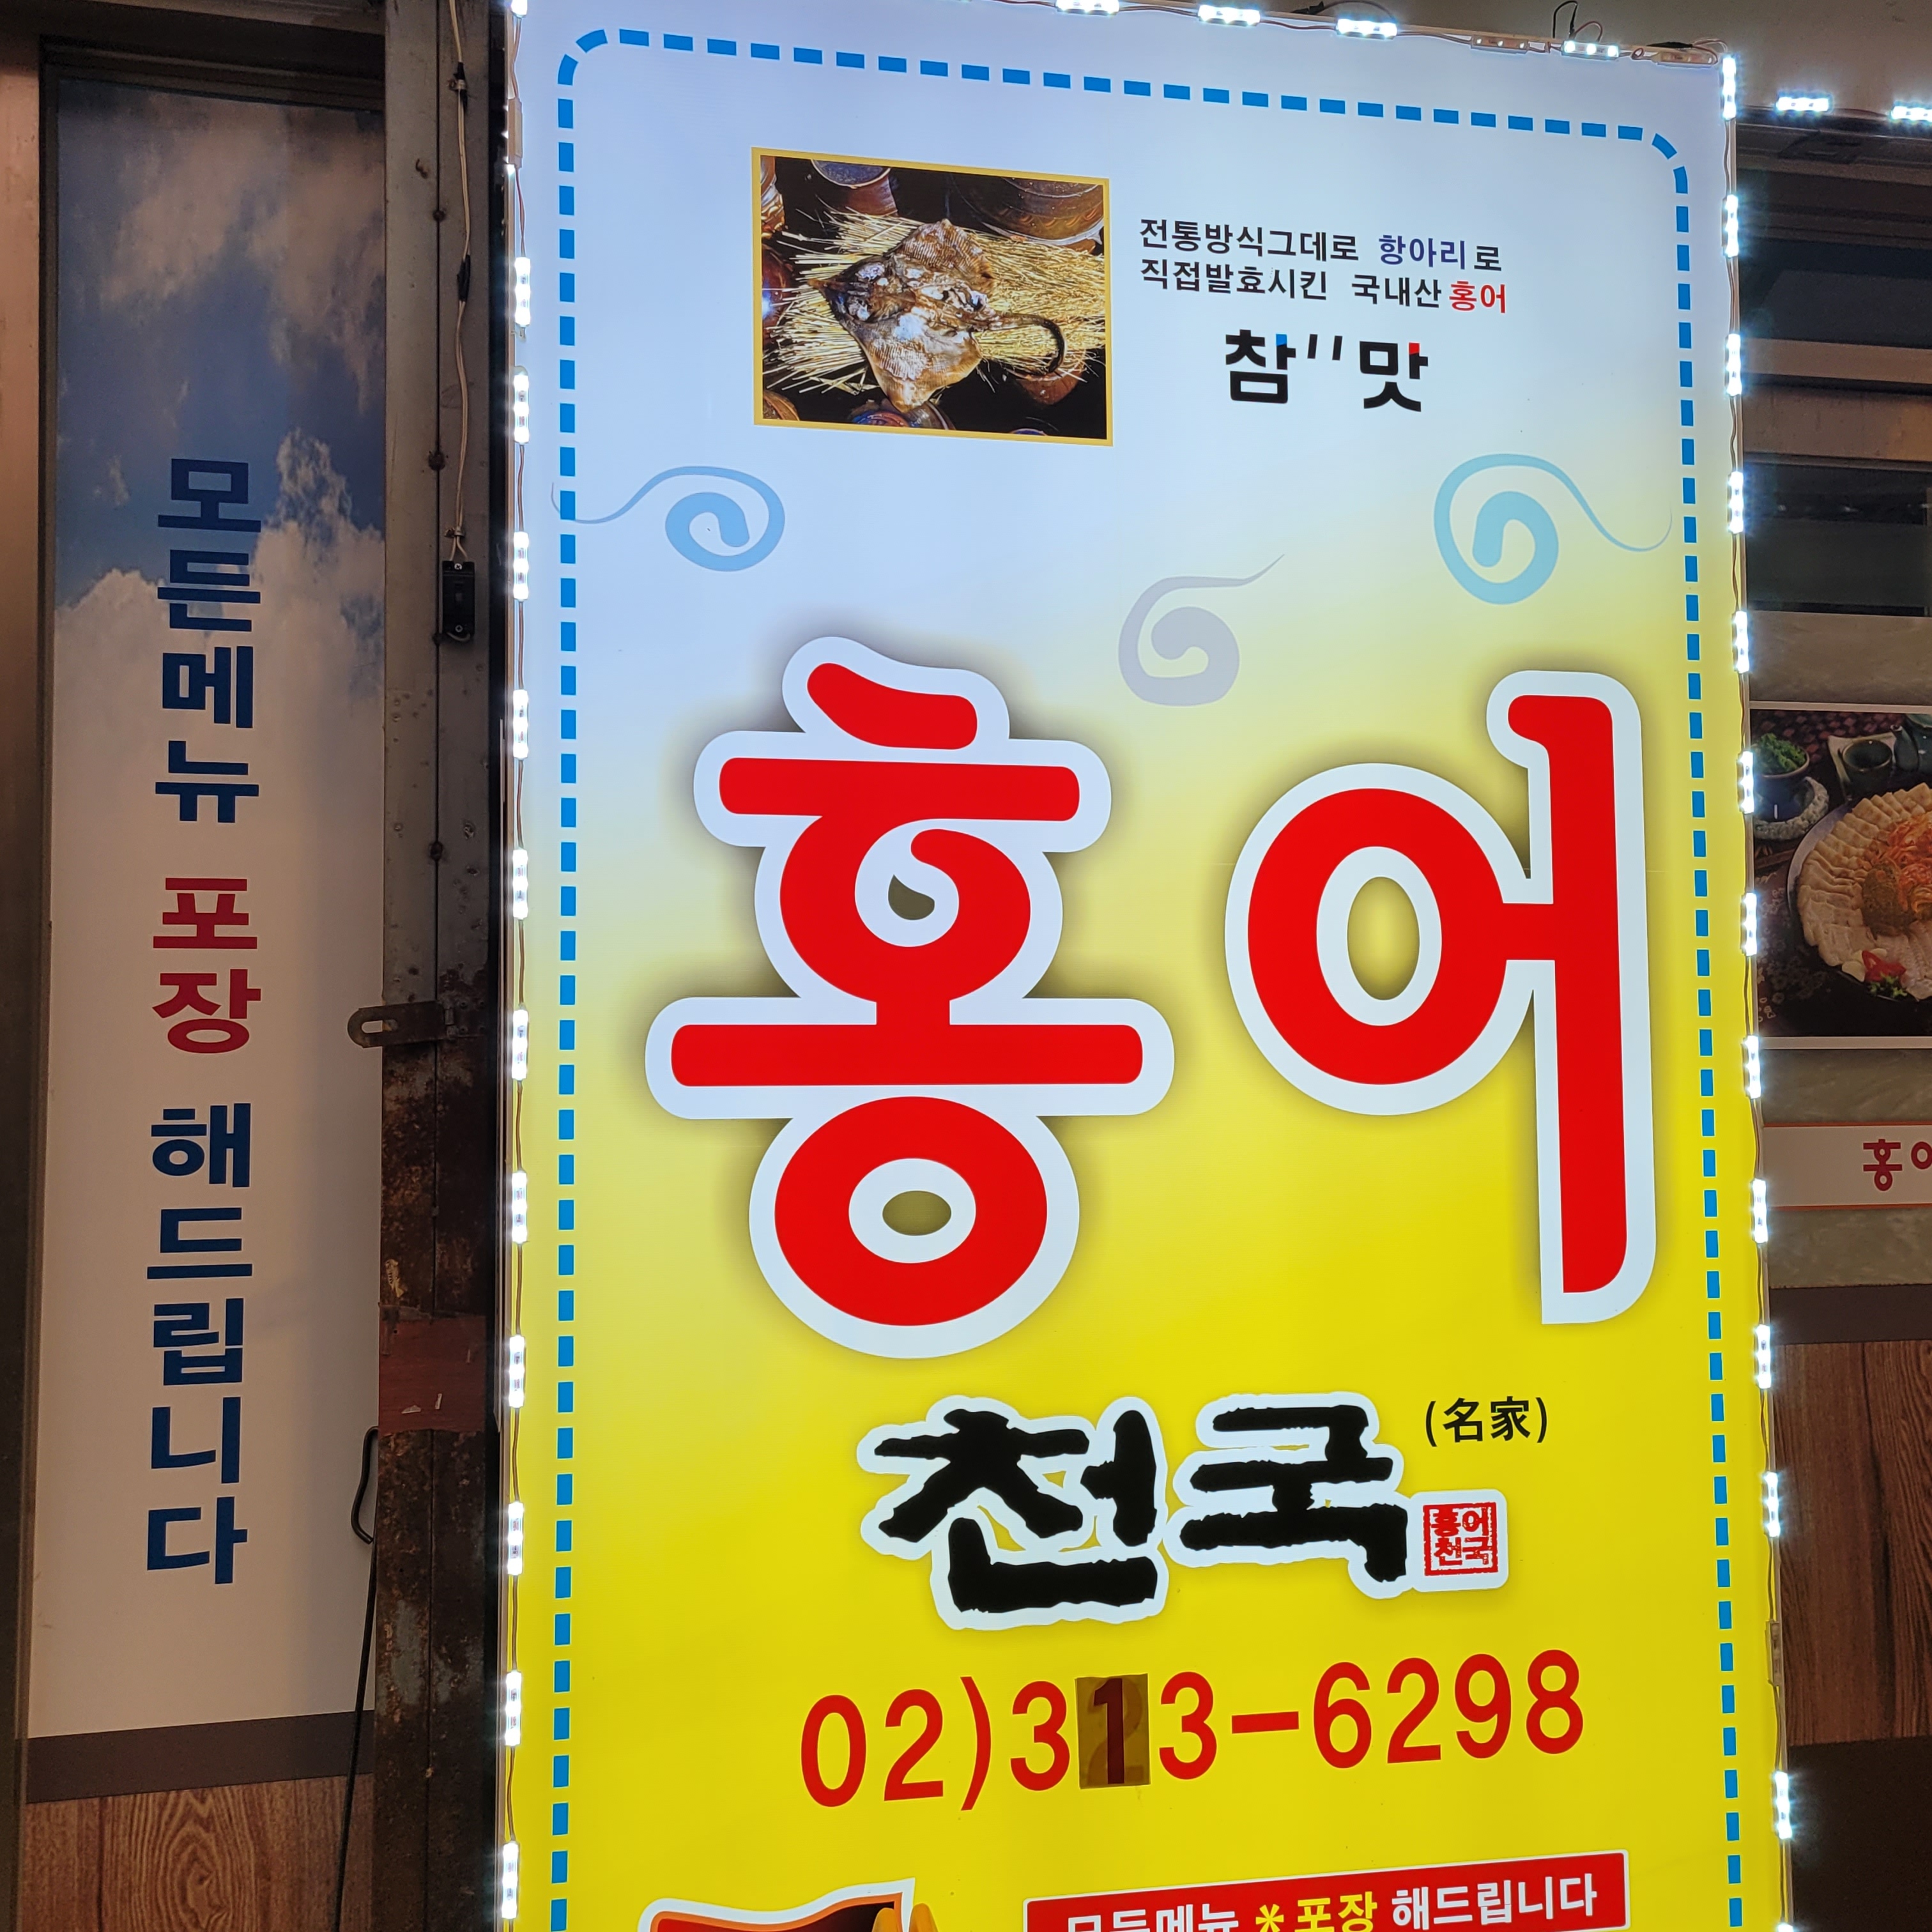 모든메뉴 포장 해드립니다
전통방식그데로 항아리로
직접발효시킨 국내산 홍어
참"맛
홍어
천국
(名家)
홍어
천국
02)313-6298
모든메뉴 * 포장 해드립니다